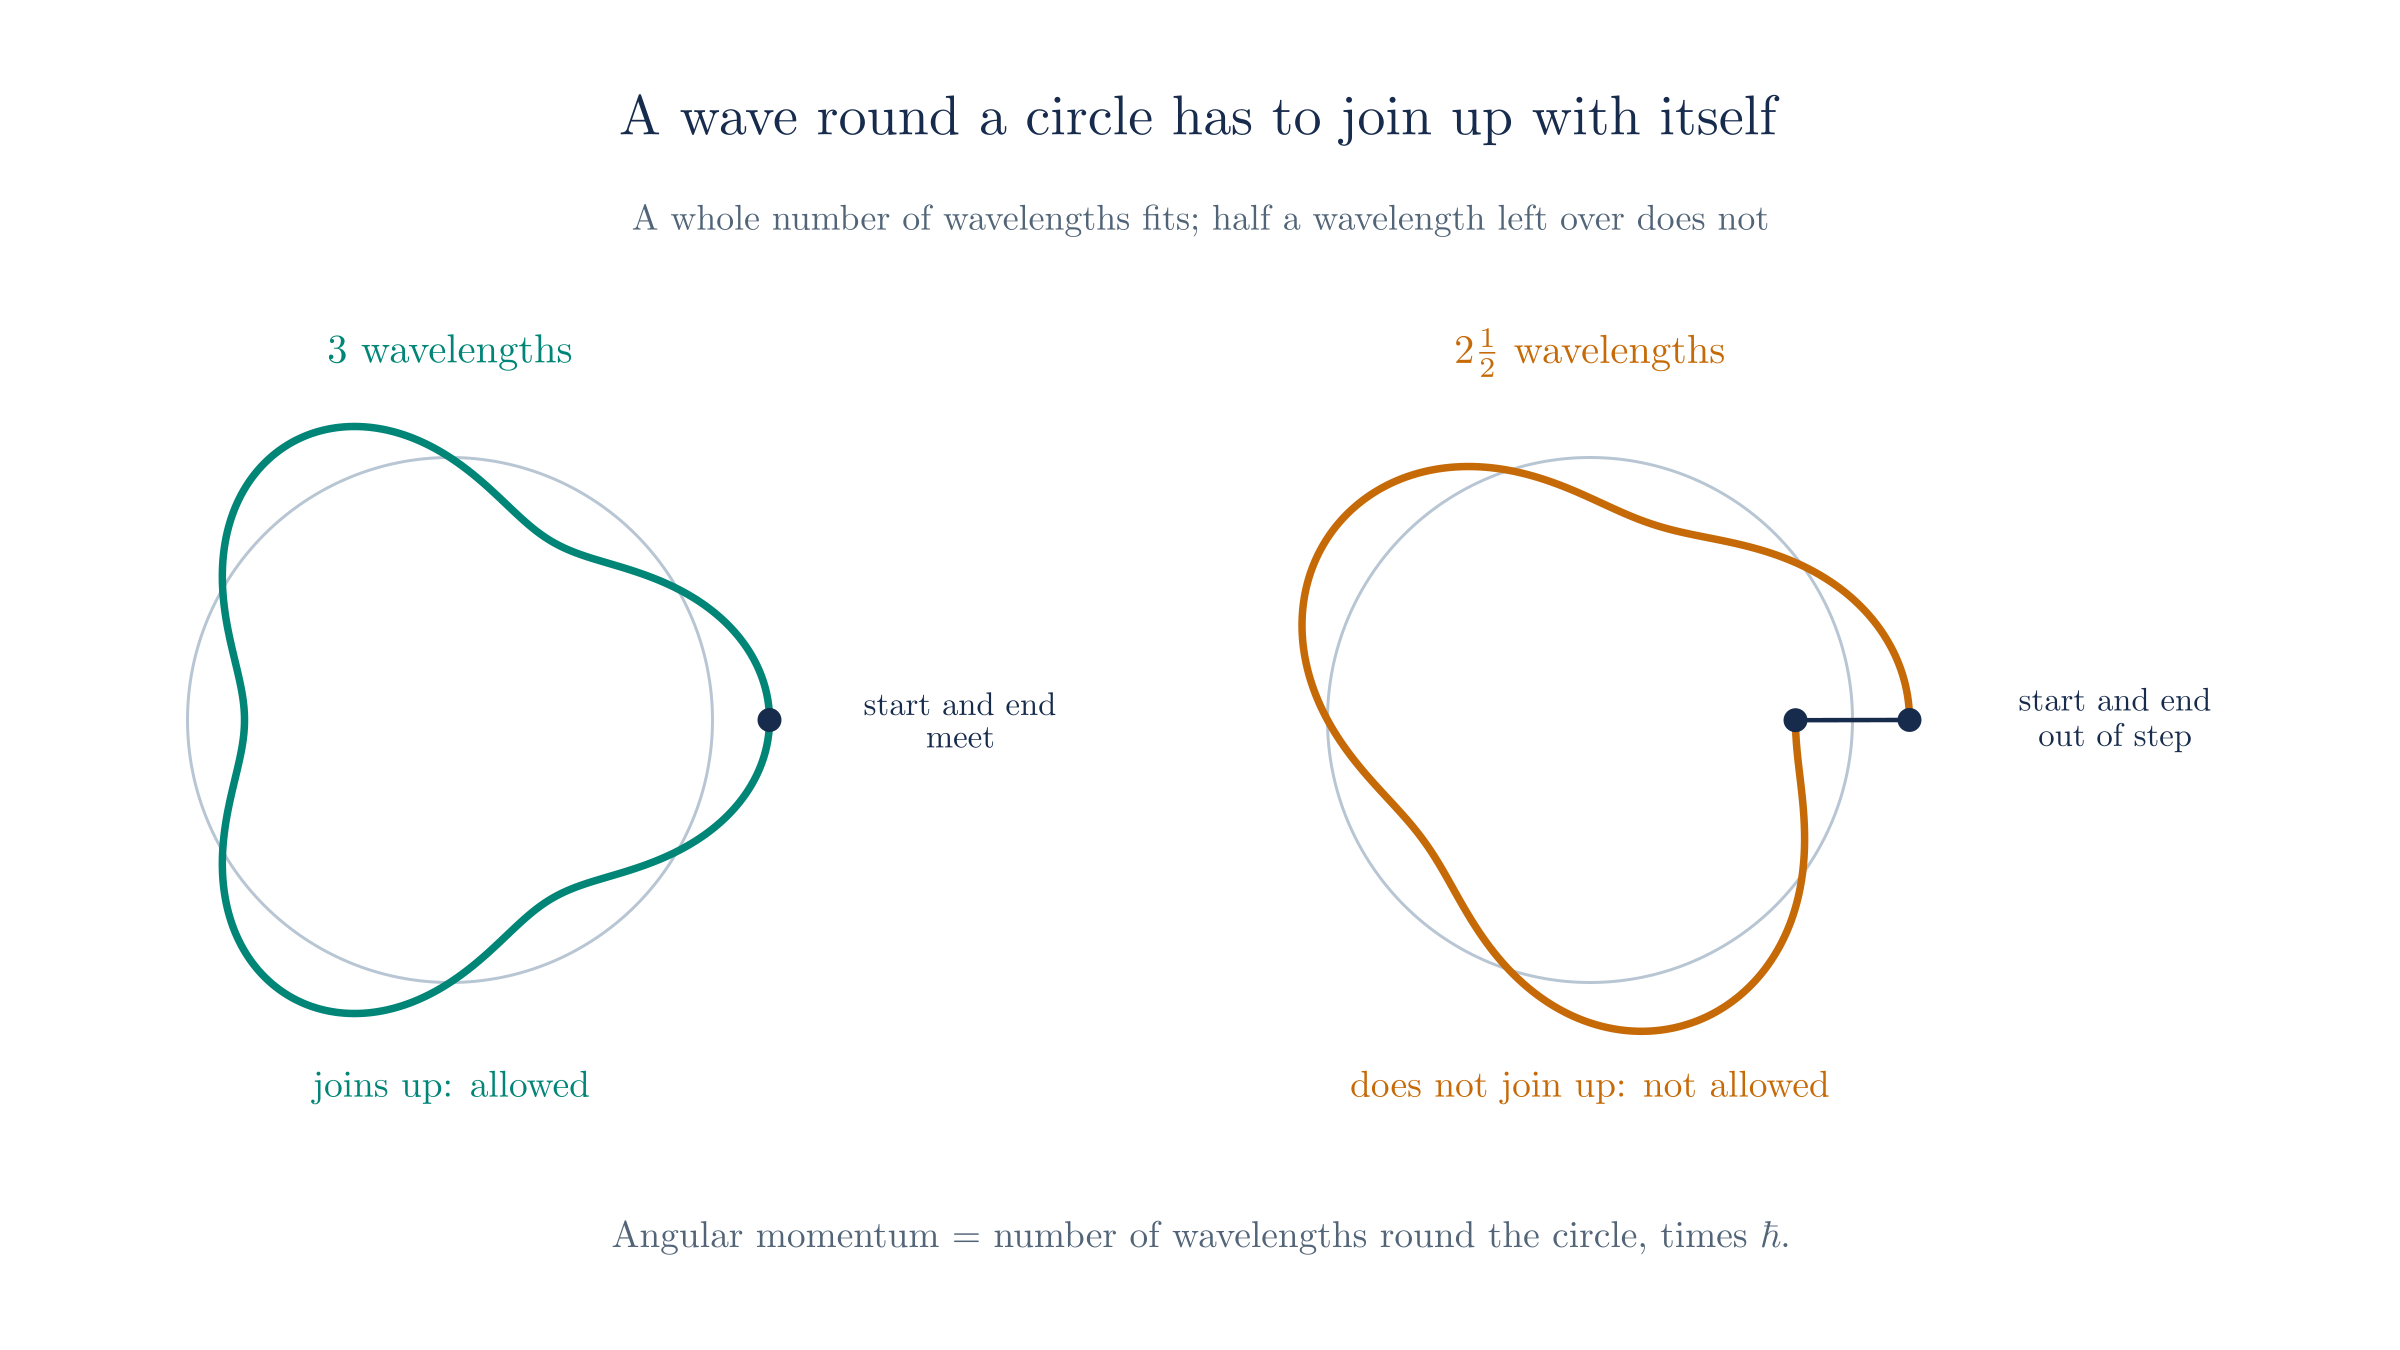 A wave round a circle has to join up with itself
A whole number of wavelengths fits; half a wavelength left over does not
3 wavelengths
2½ wavelengths
start and end
meet
start and end
out of step
joins up: allowed
does not join up: not allowed
Angular momentum = number of wavelengths round the circle, times ℏ.